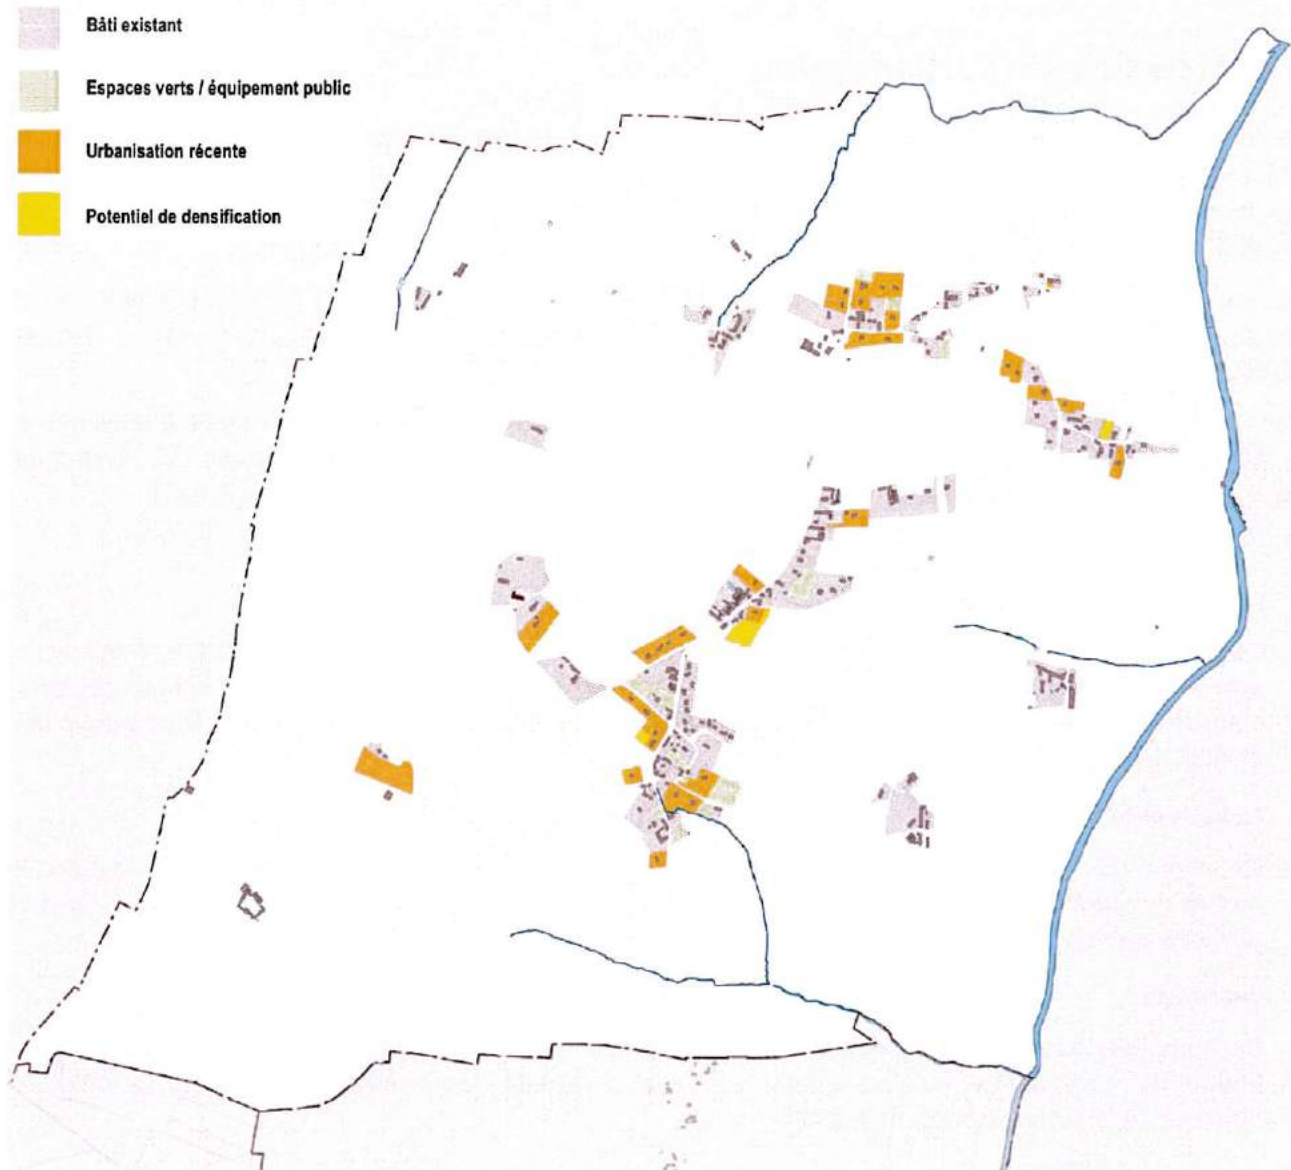 Bâti existant
Espaces verts / équipement public
Urbanisation récente
Potentiel de densification